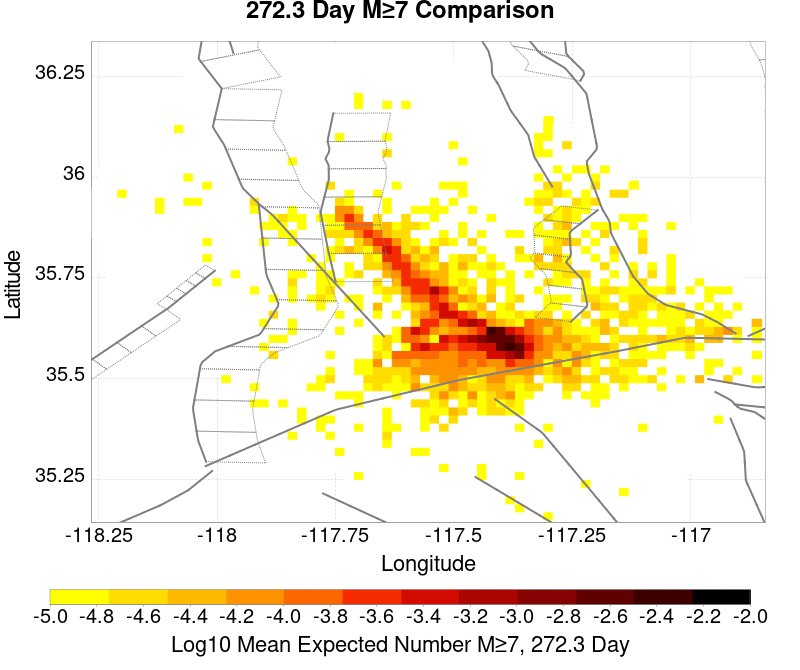 272.3 Day M≥7 Comparison
36.25
36
35.75
35.5
35.25
Latitude
-118.25 -118 -117.75 -117.5 -117.25 -117
Longitude
-5.0 -4.8 -4.6 -4.4 -4.2 -4.0 -3.8 -3.6 -3.4 -3.2 -3.0 -2.8 -2.6 -2.4 -2.2 -2.0
Log10 Mean Expected Number M≥7, 272.3 Day